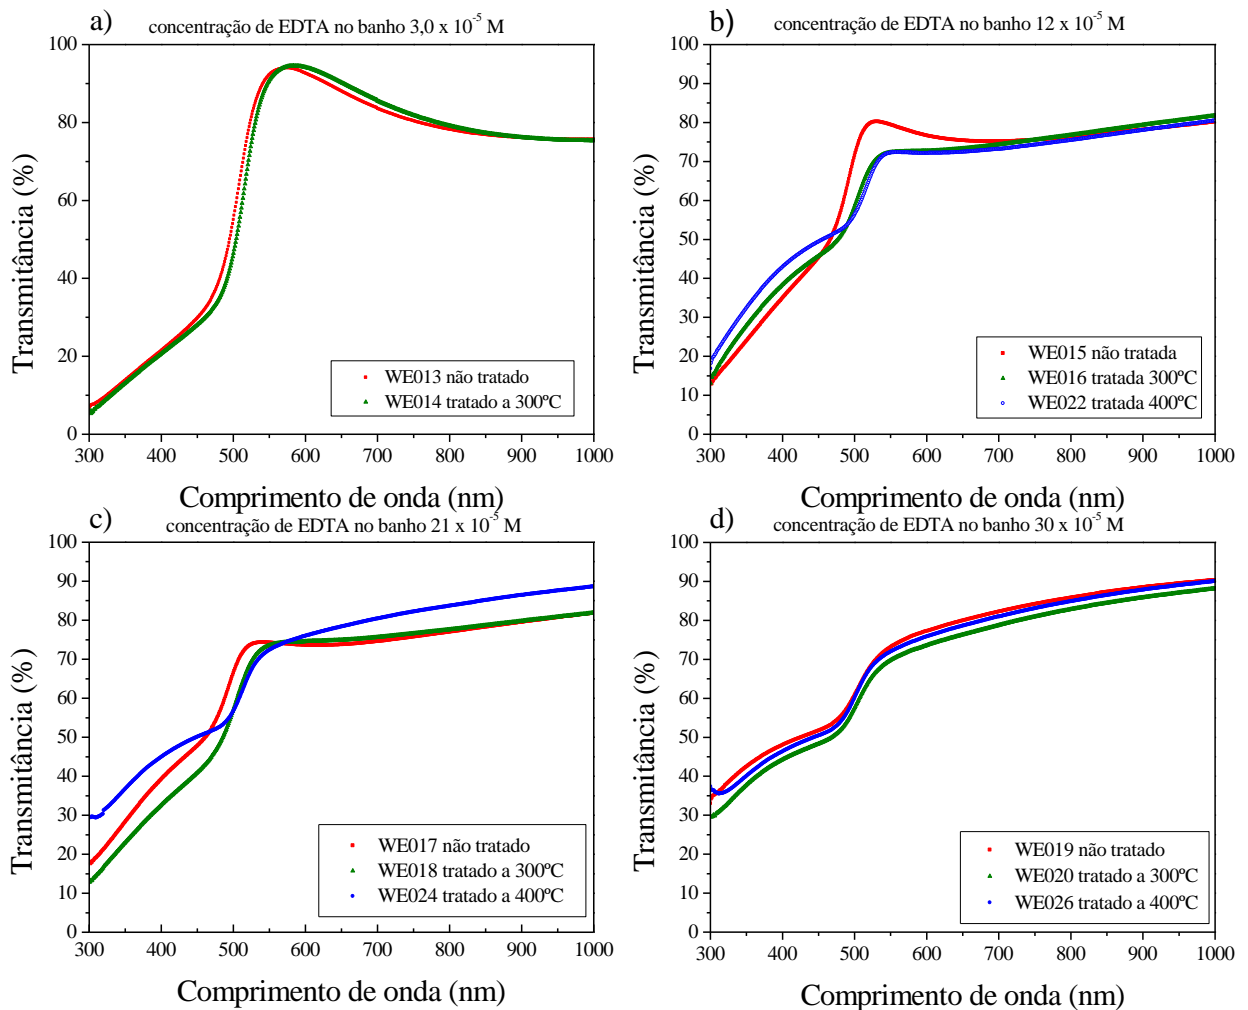 a)
concentração de EDTA no banho 3,0 x 10⁻⁵ M
100
80
60
40
20
0
300 400 500 600 700 800 900 1000
Transmitância (%)
Comprimento de onda (nm)
WE013 não tratado
WE014 tratado a 300ºC
b)
concentração de EDTA no banho 12 x 10⁻⁵ M
100
90
80
70
60
50
40
30
20
10
0
300 400 500 600 700 800 900 1000
Transmitância (%)
Comprimento de onda (nm)
WE015 não tratada
WE016 tratada 300ºC
WE022 tratada 400ºC
c)
concentração de EDTA no banho 21 x 10⁻⁵ M
100
90
80
70
60
50
40
30
20
10
0
300 400 500 600 700 800 900 1000
Transmitância (%)
Comprimento de onda (nm)
WE017 não tratado
WE018 tratado a 300ºC
WE024 tratado a 400ºC
d)
concentração de EDTA no banho 30 x 10⁻⁵ M
100
90
80
70
60
50
40
30
20
10
0
300 400 500 600 700 800 900 1000
Transmitância (%)
Comprimento de onda (nm)
WE019 não tratado
WE020 tratado a 300ºC
WE026 tratado a 400ºC